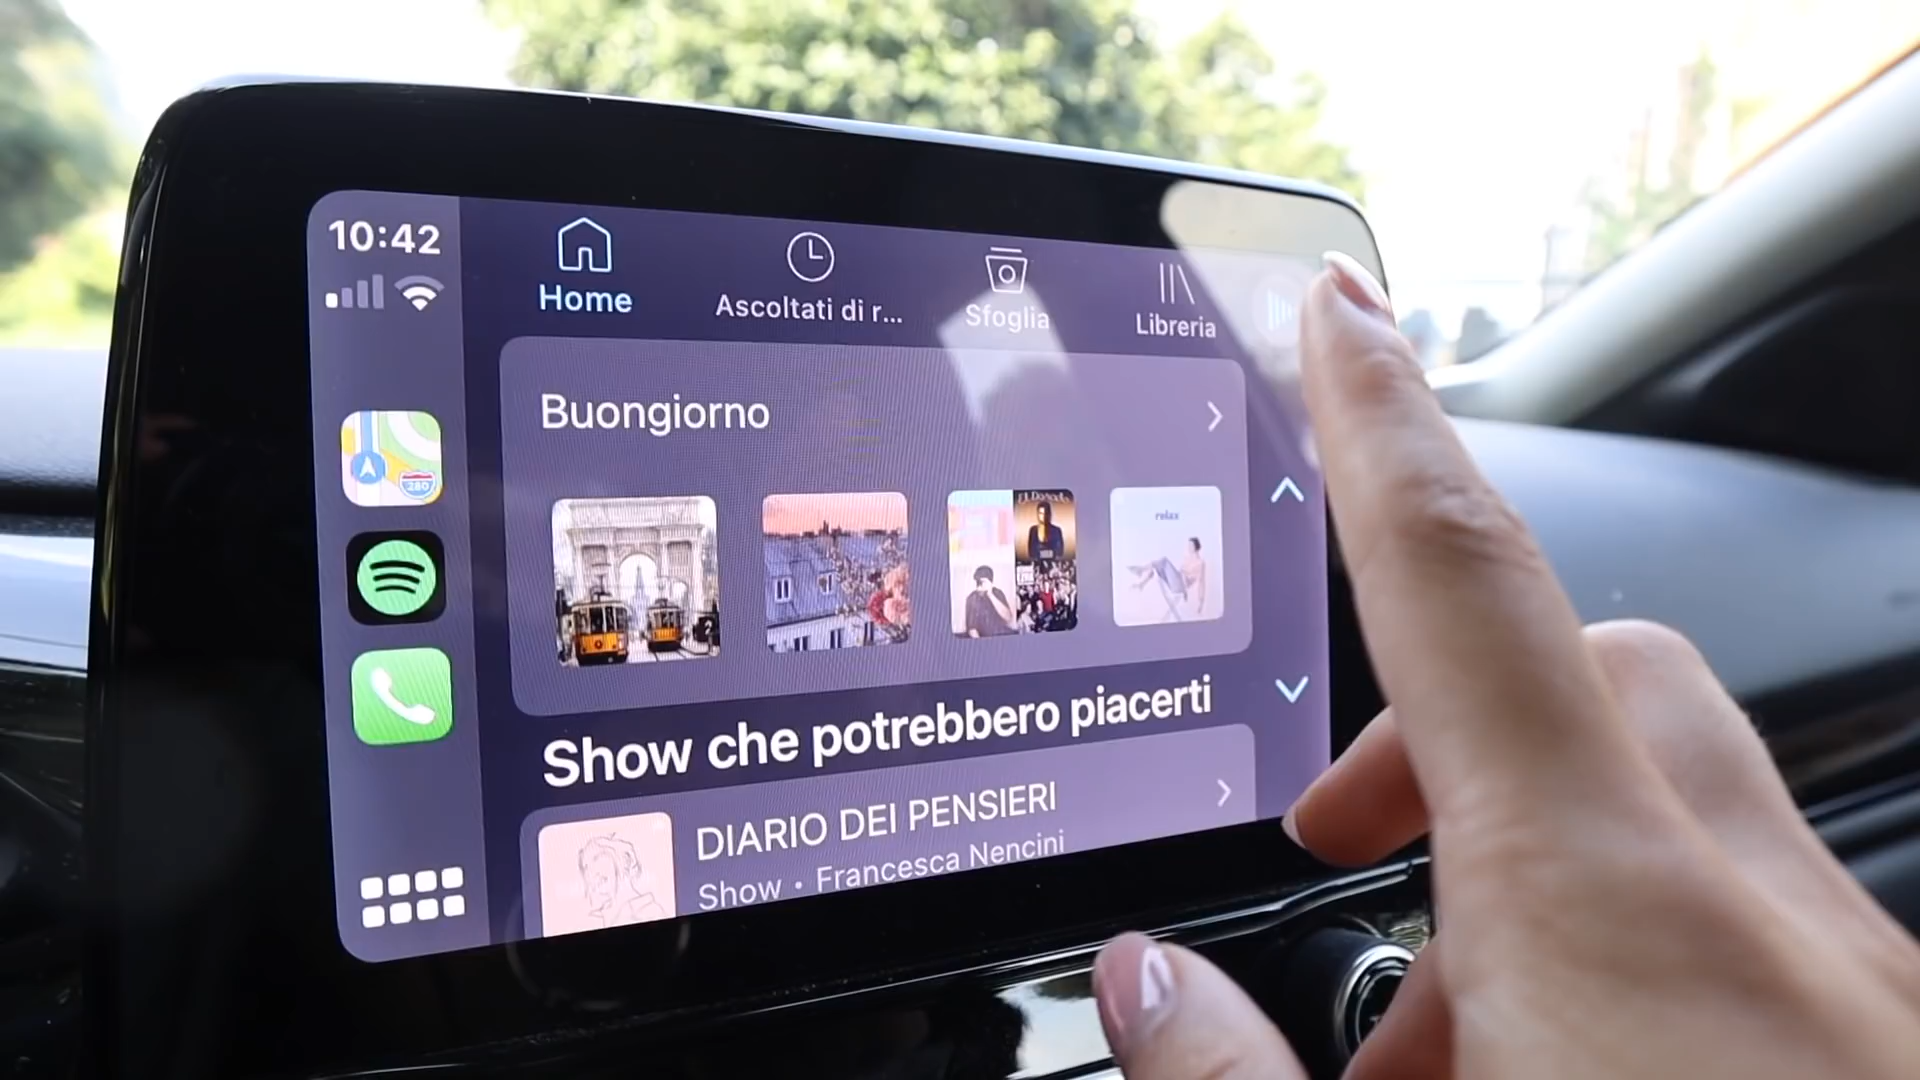 10:42
Home
Ascoltati di r...
Sfoglia
Libreria
Buongiorno
280
relax
Show che potrebbero piacerti
DIARIO DEI PENSIERI
Show • Francesca Nencini